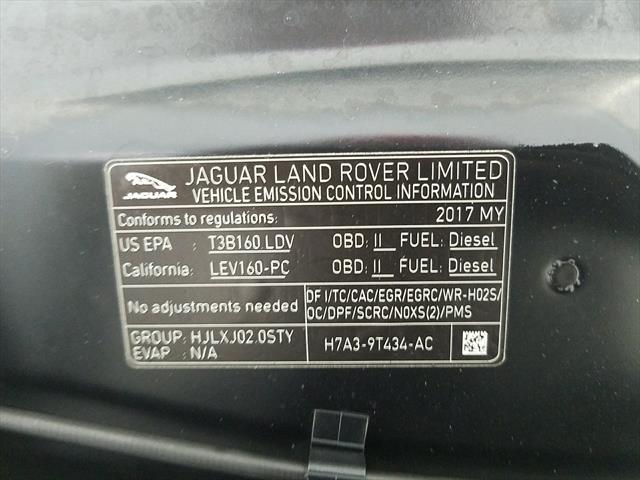 JAGUAR LAND ROVER LIMITED
VEHICLE EMISSION CONTROL INFORMATION
JAGUAR
Conforms to regulations: 2017 MY
US EPA T3B160 LDV OBD: II FUEL: Diesel
California: LEV160-PC OBD: II FUEL: Diesel
No adjustments needed
DF I/TC/CAC/EGR/EGRC/WR-HO2S/
OC/DPF/SCRC/NOXS(2)/PMS
GROUP: HJLXJ02.0STY
EVAP: N/A
H7A3-9T434-AC